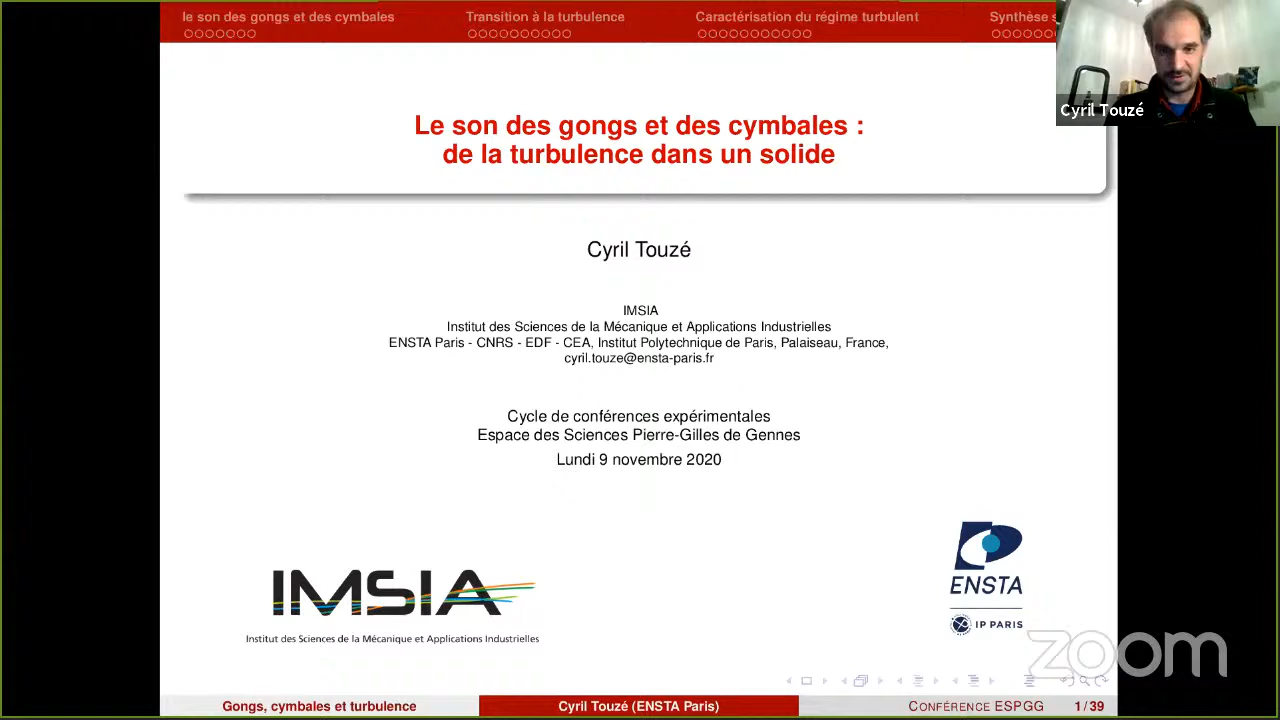 le son des gongs et des cymbales
Transition à la turbulence
Caractérisation du régime turbulent
Synthèse
Cyril Touzé
Le son des gongs et des cymbales :
de la turbulence dans un solide
Cyril Touzé
IMSIA
Institut des Sciences de la Mécanique et Applications Industrielles
ENSTA Paris - CNRS - EDF - CEA, Institut Polytechnique de Paris, Palaiseau, France,
cyril.touze@ensta-paris.fr
Cycle de conférences expérimentales
Espace des Sciences Pierre-Gilles de Gennes
Lundi 9 novembre 2020
IMSIA
Institut des Sciences de la Mécanique et Applications Industrielles
ENSTA
IP PARIS
zoom
Gongs, cymbales et turbulence
Cyril Touzé (ENSTA Paris)
CONFÉRENCE ESPGG
1 / 39